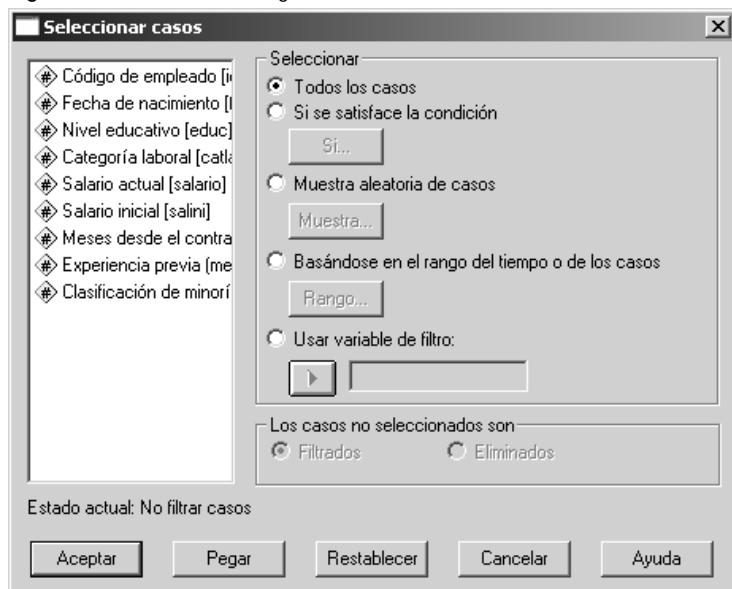 Seleccionar casos
Código de empleado [i
Fecha de nacimiento [
Nivel educativo [educ]
Categoría laboral [catla
Salario actual [salario]
Salario inicial [salini]
Meses desde el contra
Experiencia previa (me
Clasificación de minorí
Seleccionar
Todos los casos
Si se satisface la condición
Si...
Muestra aleatoria de casos
Muestra...
Basándose en el rango del tiempo o de los casos
Rango...
Usar variable de filtro:
Los casos no seleccionados son
Filtrados
Eliminados
Estado actual: No filtrar casos
Aceptar
Pegar
Restablecer
Cancelar
Ayuda